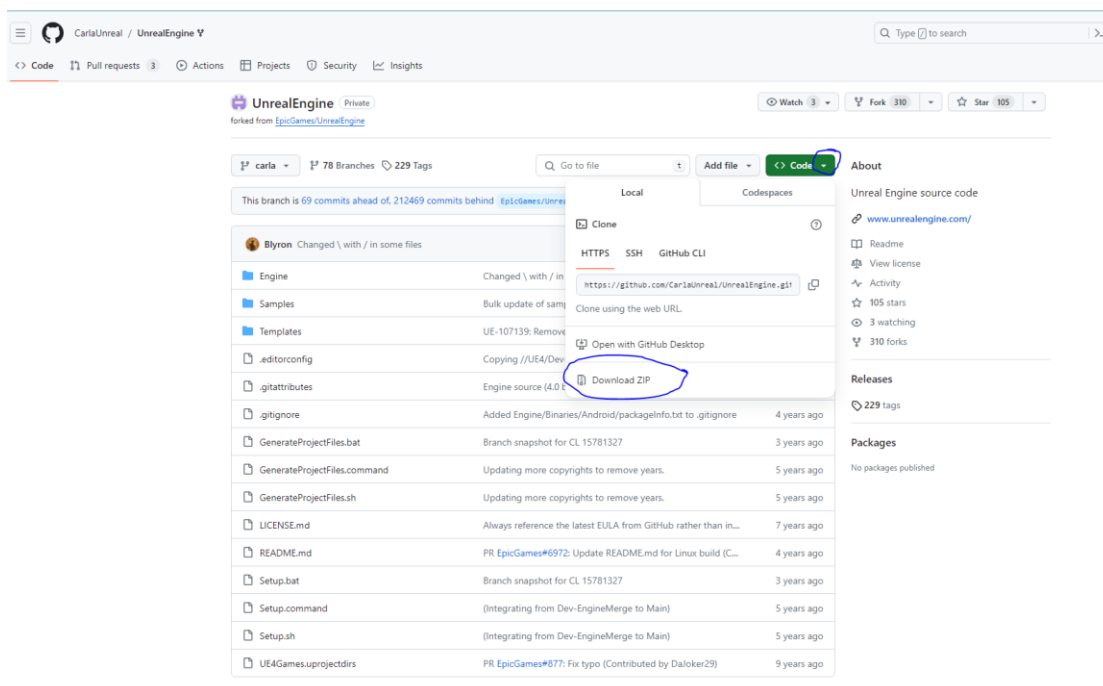 CarlaUnreal / UnrealEngine
Type / to search
Code Pull requests 3 Actions Projects Security Insights
UnrealEngine Private
Watch 3 Fork 310 Star 105
forked from EpicGames/UnrealEngine
carla 78 Branches 229 Tags Go to file t Add file <> Code
This branch is 69 commits ahead of, 212469 commits behind
Blyron Changed \ with / in some files
Engine Changed \ with / in
Samples Bulk update of
Templates UE-107139:
.editorconfig Copying
.gitattributes Engine source (4.0
.gitignore Added Engine/Binaries/Android/packageInfo.txt to .gitignore 4 years ago
GenerateProjectFiles.bat Branch snapshot for CL 15781327 3 years ago
GenerateProjectFiles.command Updating more copyrights to remove years. 5 years ago
GenerateProjectFiles.sh Updating more copyrights to remove years. 5 years ago
LICENSE.md Always reference the latest EULA from GitHub rather than in... 7 years ago
README.md PR EpicGames#6972: Update README.md for Linux build (C... 4 years ago
Setup.bat Branch snapshot for CL 15781327 3 years ago
Setup.command (Integrating from Dev-EngineMerge to Main) 5 years ago
Setup.sh (Integrating from Dev-EngineMerge to Main) 5 years ago
UE4Games.uprojectdirs PR EpicGames#877: Fix typo (Contributed by DaJoker29) 9 years ago
Local Codespaces
Clone
HTTPS SSH GitHub CLI
https://github.com/CarlaUnreal/UnrealEngine.git
Clone using the web URL.
Open with GitHub Desktop
Download ZIP
About
Unreal Engine source code
www.unrealengine.com/
Readme
View license
Activity
105 stars
3 watching
310 forks
Releases
229 tags
Packages
No packages published